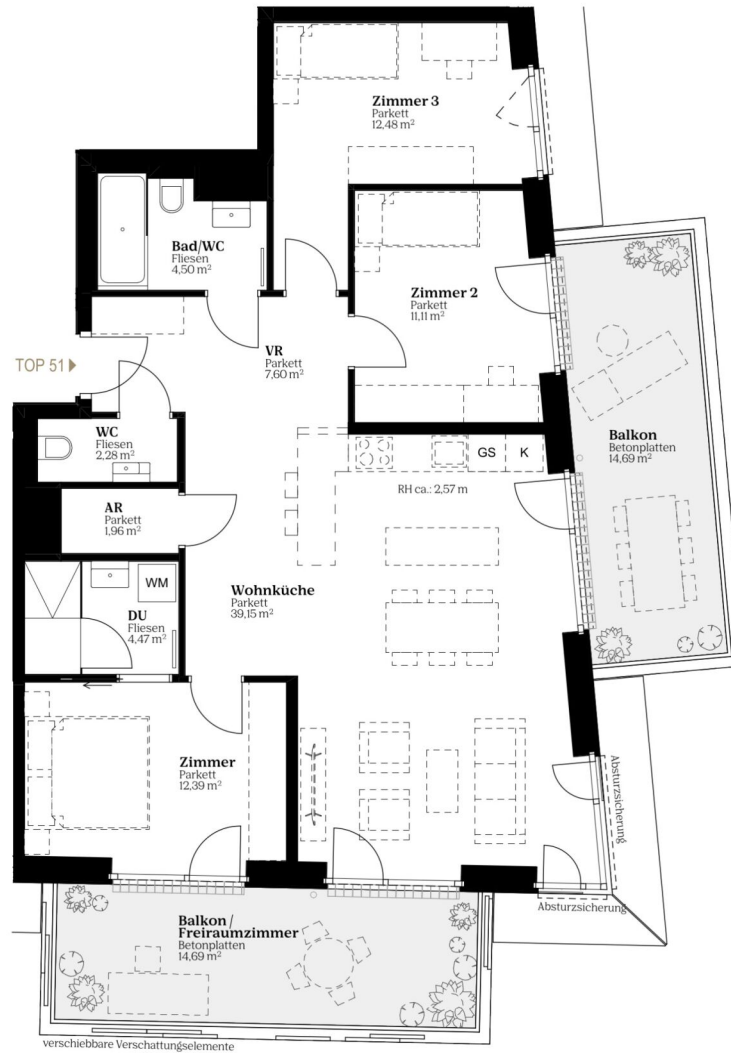 Zimmer 3
Parkett
12,48 m²
Bad/WC
Fliesen
4,50 m²
Zimmer 2
Parkett
11,11 m²
VR
Parkett
7,60 m²
TOP 51
WC
Fliesen
2,28 m²
GS
K
Balkon
Betonplatten
14,69 m²
RH ca.: 2,57 m
AR
Parkett
1,96 m²
WM
Wohnküche
Parkett
39,15 m²
DU
Fliesen
4,47 m²
Zimmer
Parkett
12,39 m²
Absturzsicherung
Absturzsicherung
Balkon /
Freiraumzimmer
Betonplatten
14,69 m²
verschiebbare Verschattungselemente